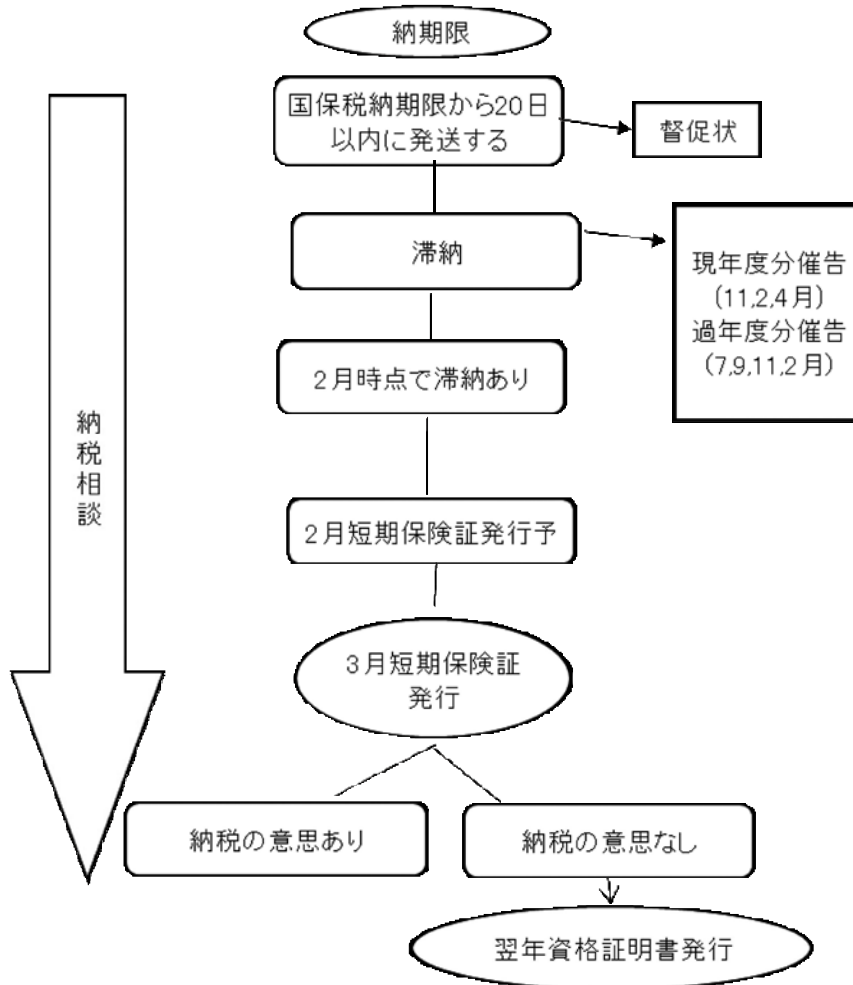 納期限
国保税納期限から20日
以内に発送する
督促状
滞納
現年度分催告
(11,2,4月)
過年度分催告
(7,9,11,2月)
2月時点で滞納あり
納税相談
2月短期保険証発行予
3月短期保険証
発行
納税の意思あり
納税の意思なし
翌年資格証明書発行